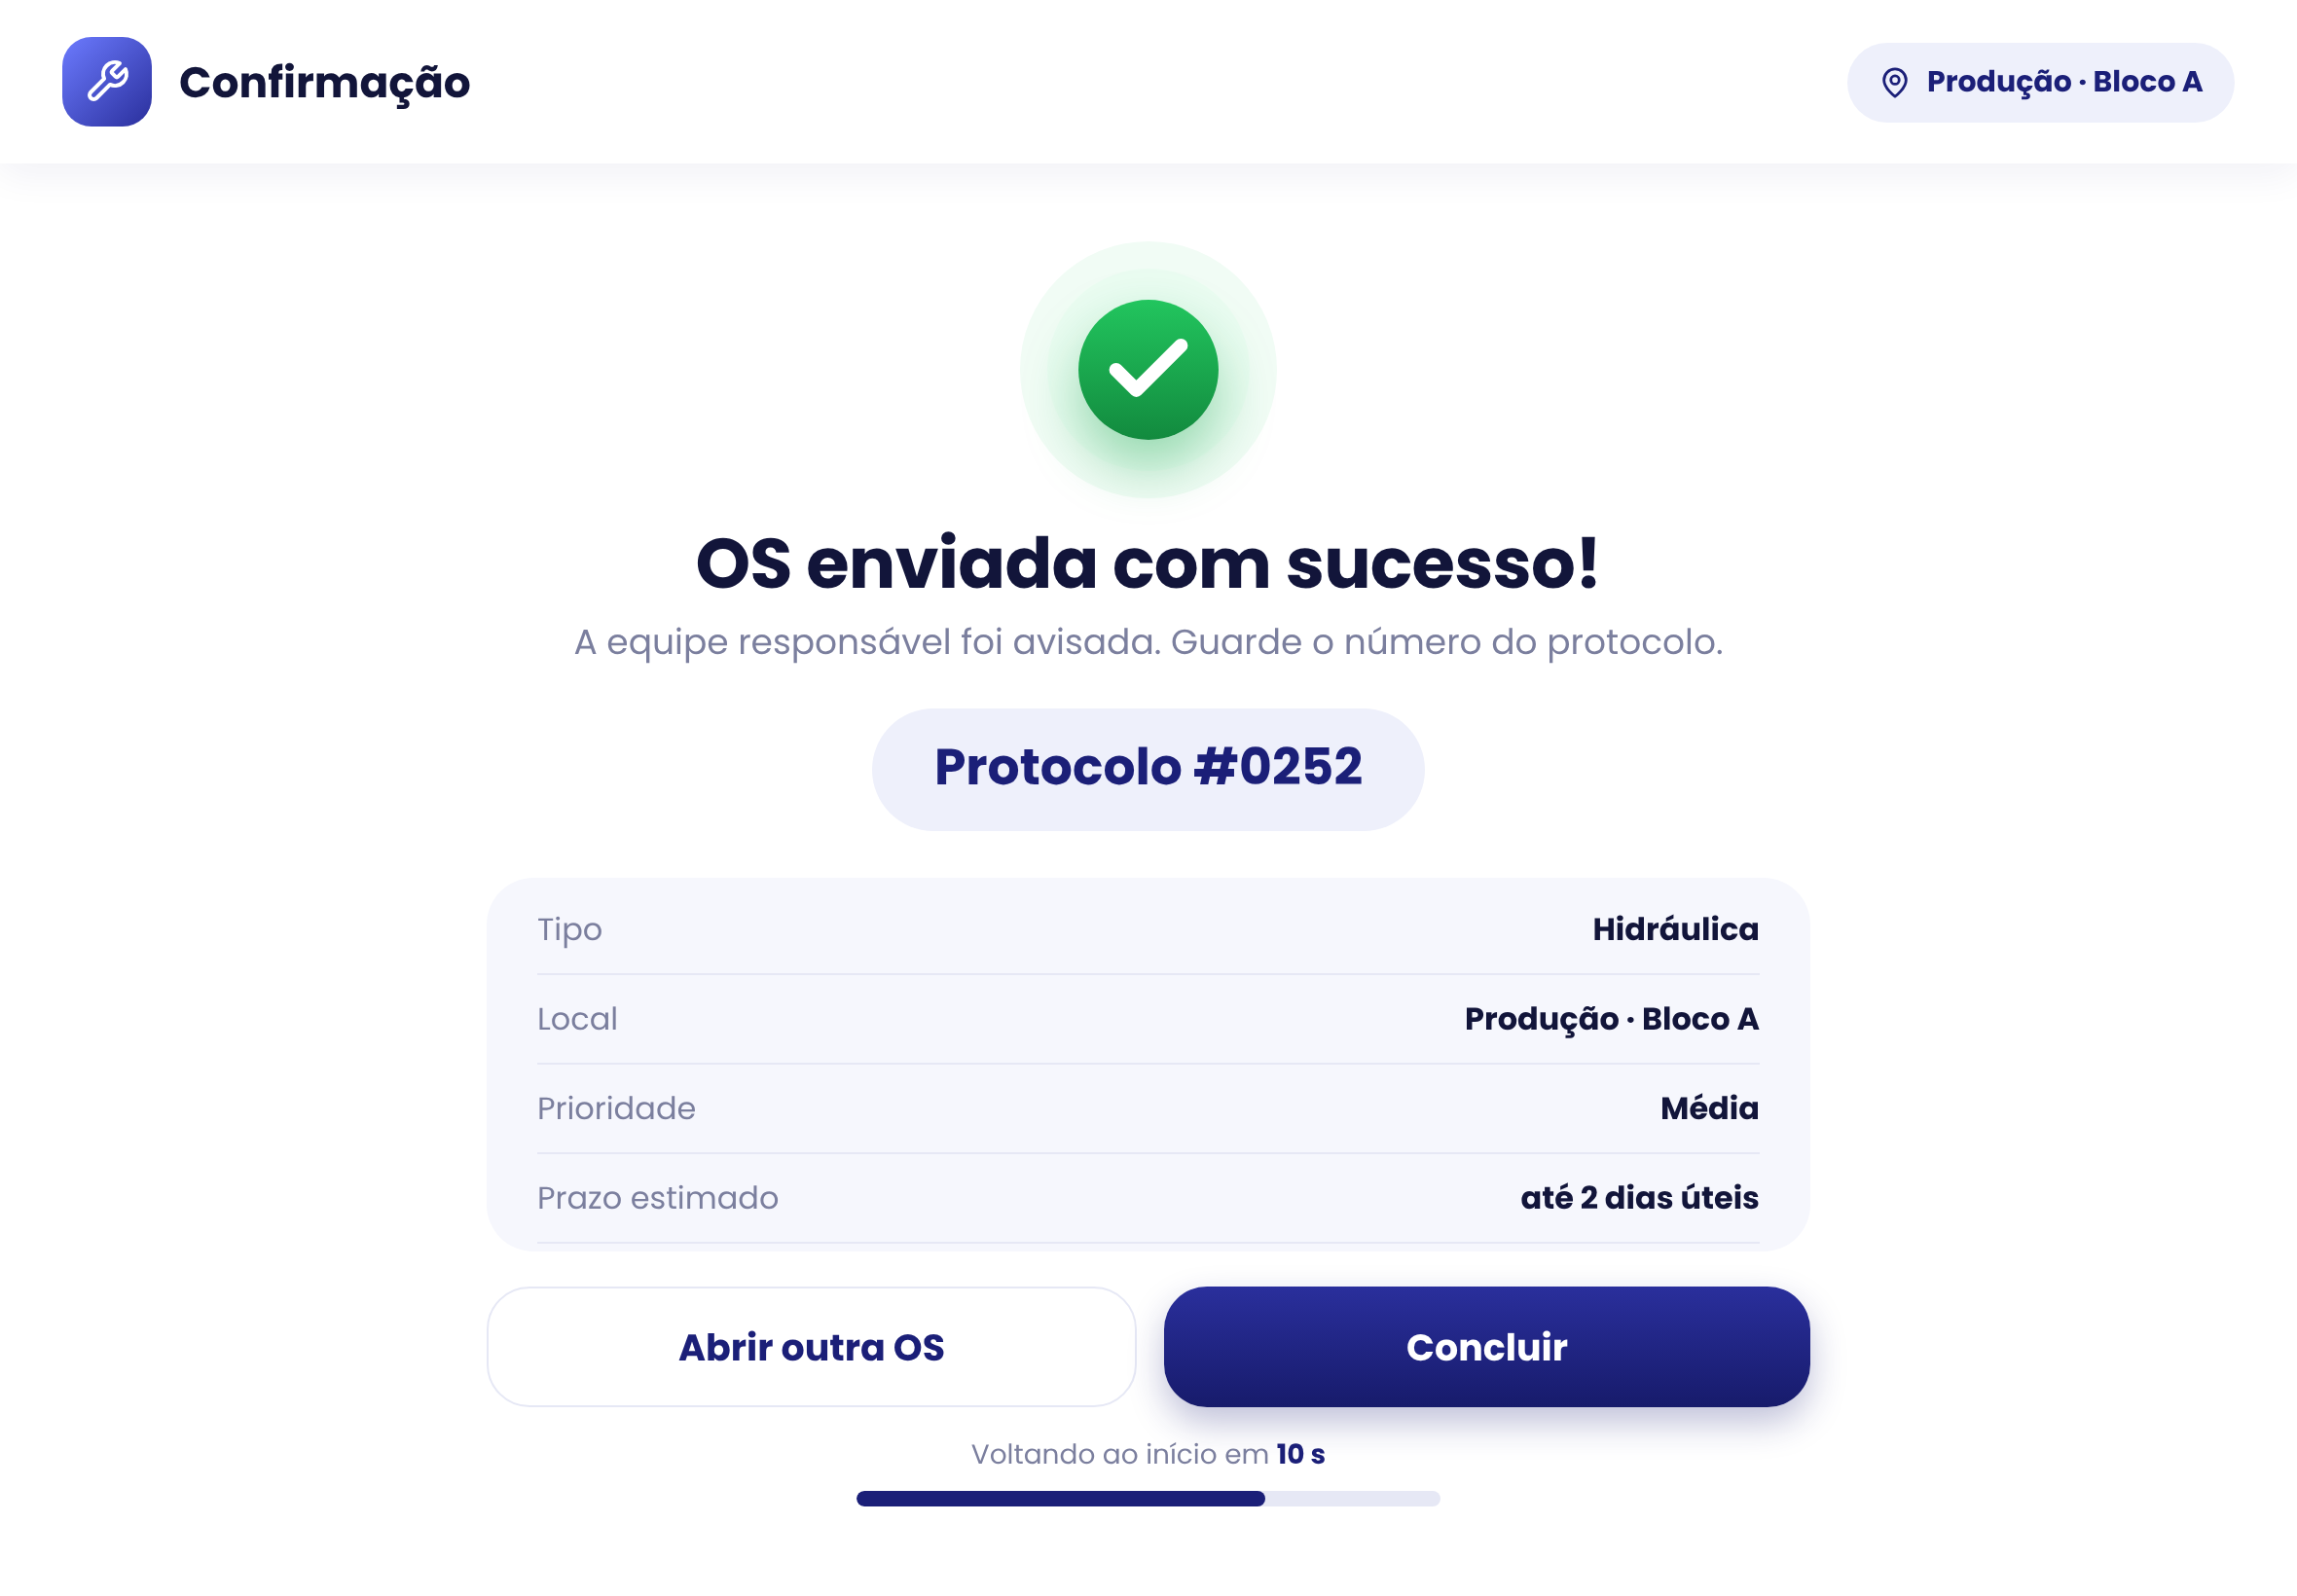 Confirmação
Produção · Bloco A
OS enviada com sucesso!
A equipe responsável foi avisada. Guarde o número do protocolo.
Protocolo #0252
Tipo Hidráulica
Local Produção · Bloco A
Prioridade Média
Prazo estimado até 2 dias úteis
Abrir outra OS Concluir
Voltando ao início em 10 s